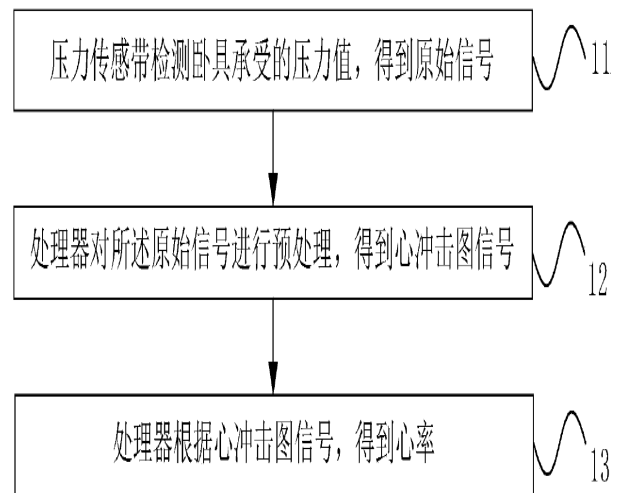 压力传感带检测卧具承受的压力值，得到原始信号
11
处理器对所述原始信号进行预处理，得到心冲击图信号
12
处理器根据心冲击图信号，得到心率
13